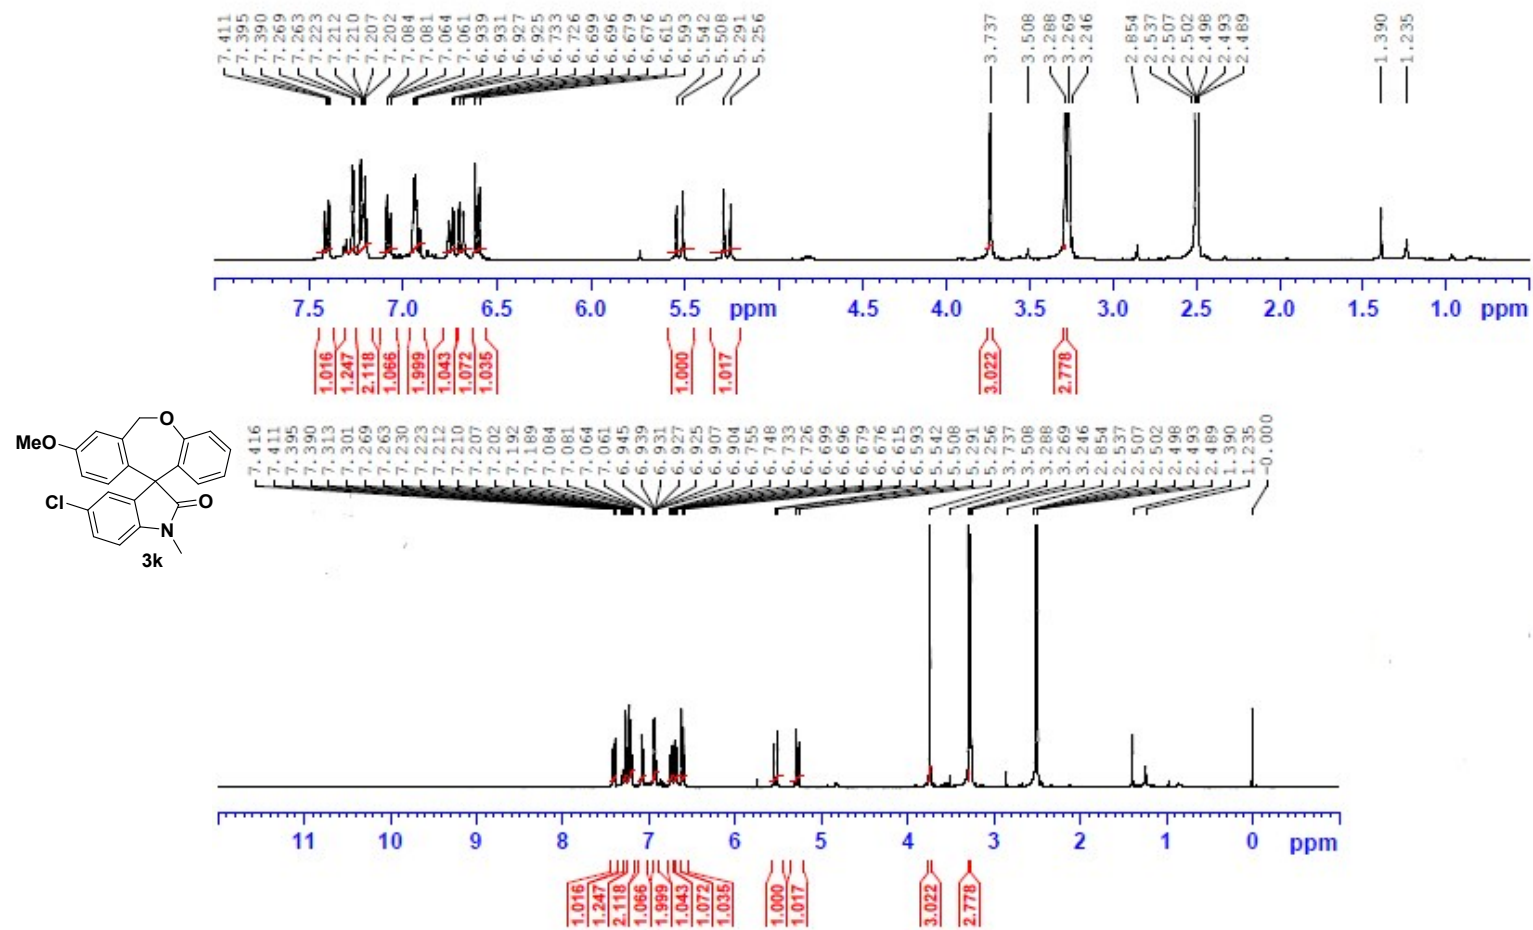 7.411 7.395 7.390 7.269 7.263 7.223 7.212 7.210 7.207 7.202 7.084 7.081 7.064 7.061 6.939 6.931 6.927 6.925 6.733 6.726 6.699 6.696 6.679 6.676 6.615 6.593 5.542 5.508 5.291 5.256 3.737 3.508 3.288 3.269 3.246 2.854 2.537 2.507 2.502 2.498 2.493 2.489 1.390 1.235
7.5 7.0 6.5 6.0 5.5 ppm 4.5 4.0 3.5 3.0 2.5 2.0 1.5 1.0 ppm
1.016 1.247 2.118 1.066 1.999 1.043 1.072 1.035 1.000 1.017 3.022 2.778
MeO O
Cl O
N
3k
7.416 7.411 7.395 7.390 7.313 7.301 7.269 7.263 7.230 7.223 7.212 7.210 7.207 7.202 7.192 7.189 7.084 7.081 7.064 7.061 6.945 6.939 6.931 6.927 6.925 6.907 6.904 6.755 6.748 6.733 6.726 6.699 6.696 6.679 6.676 6.615 6.593 5.542 5.508 5.291 5.256 3.737 3.508 3.288 3.269 3.246 2.854 2.537 2.507 2.502 2.498 2.493 2.489 1.390 1.235 -0.000
11 10 9 8 7 6 5 4 3 2 1 0 ppm
1.016 1.247 2.118 1.066 1.999 1.043 1.072 1.035 1.000 1.017 3.022 2.778